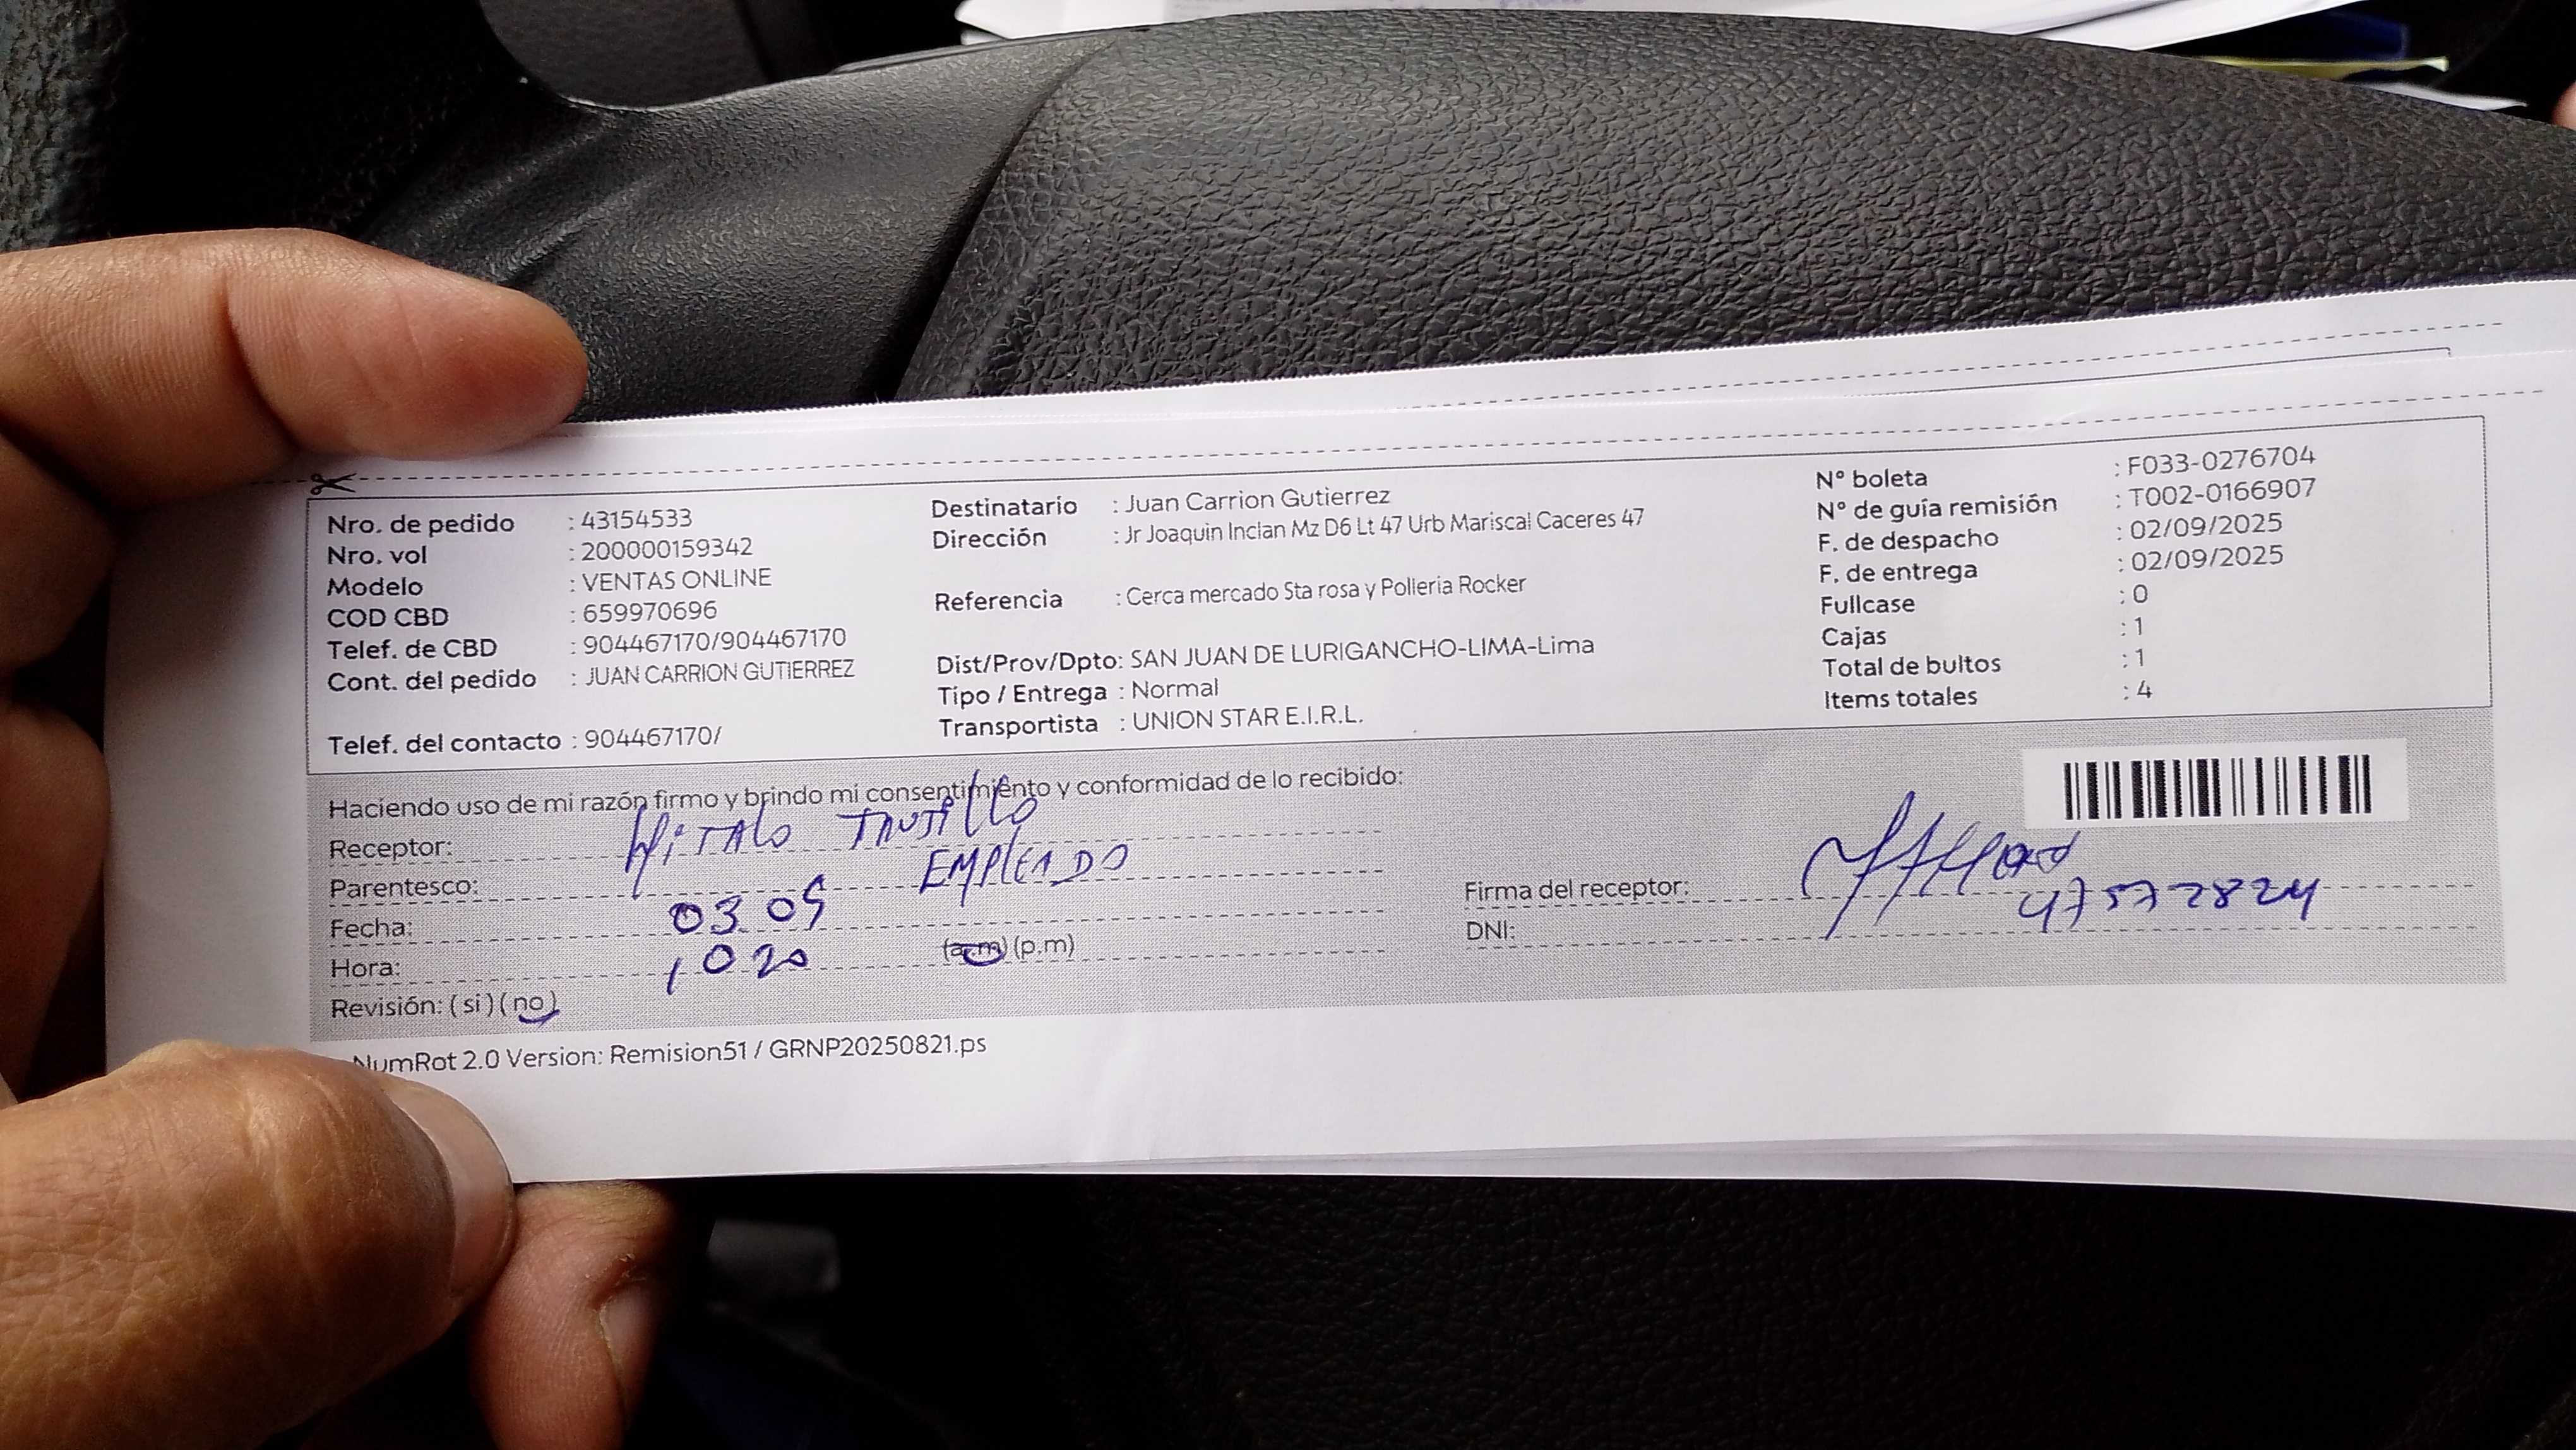 Nro. de pedido : 43154533
Nro. vol : 200000159342
Modelo : VENTAS ONLINE
COD CBD : 659970696
Telef. de CBD : 904467170/904467170
Cont. del pedido : JUAN CARRION GUTIERREZ
Telef. del contacto : 904467170/
Destinatario : Juan Carrion Gutierrez
Dirección : Jr Joaquin Inclan Mz D6 Lt 47 Urb Mariscal Caceres 47
Referencia : Cerca mercado Sta rosa y Polleria Rocker
Dist/Prov/Dpto: SAN JUAN DE LURIGANCHO-LIMA-Lima
Tipo / Entrega : Normal
Transportista : UNION STAR E.I.R.L.
N° boleta : F033-0276704
N° de guía remisión : T002-0166907
F. de despacho : 02/09/2025
F. de entrega : 02/09/2025
Fullcase : 0
Cajas : 1
Total de bultos : 1
Items totales : 4
Haciendo uso de mi razón firmo y brindo mi consentimiento y conformidad de lo recibido:
Receptor: HiTALO TRUJIllO
Parentesco: EMPLEADO
Fecha: 03 09
Hora: 10 20 (a.m) (p.m)
Revisión: (si) (no)
Firma del receptor:
DNI: 47577824
NumRot 2.0 Version: Remision51 / GRNP20250821.ps